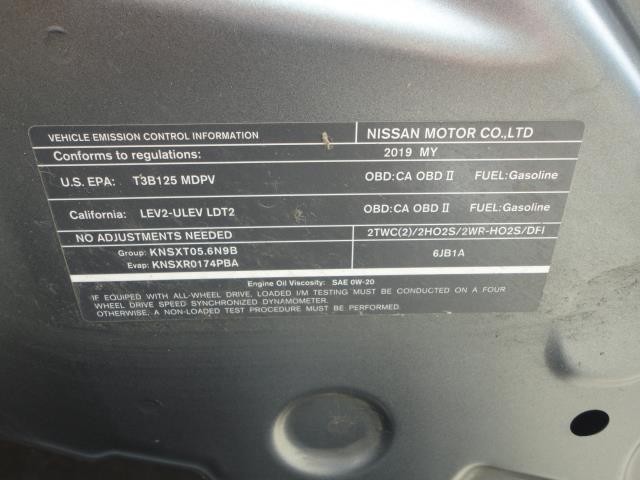 VEHICLE EMISSION CONTROL INFORMATION NISSAN MOTOR CO.,LTD
Conforms to regulations: 2019 MY
U.S. EPA: T3B125 MDPV OBD:CA OBD II FUEL:Gasoline
California: LEV2-ULEV LDT2 OBD:CA OBD II FUEL:Gasoline
NO ADJUSTMENTS NEEDED 2TWC(2)/2HO2S/2WR-HO2S/DFI
Group: KNSXT05.6N9B 6JB1A
Evap: KNSXR0174PBA
Engine Oil Viscosity: SAE 0W-20
IF EQUIPPED WITH ALL-WHEEL DRIVE, LOADED I/M TESTING MUST BE CONDUCTED ON A FOUR
WHEEL DRIVE SPEED SYNCHRONIZED DYNAMOMETER.
OTHERWISE, A NON-LOADED TEST PROCEDURE MUST BE PERFORMED.